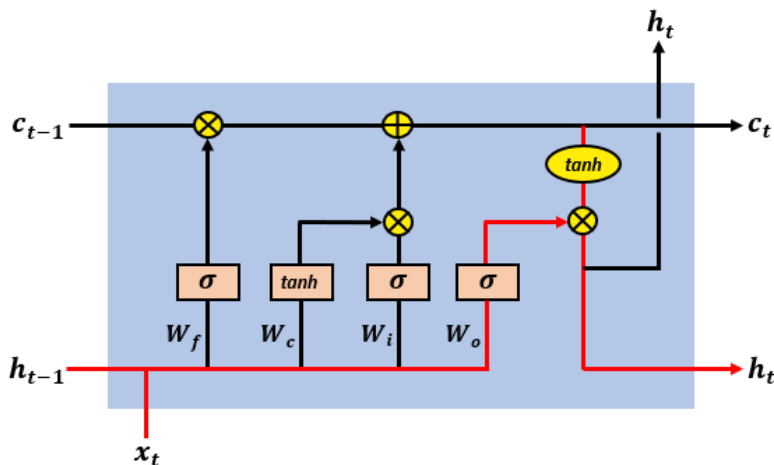 h_t
c_{t-1} c_t
tanh
σ tanh σ σ
W_f W_c W_i W_o
h_{t-1} h_t
x_t